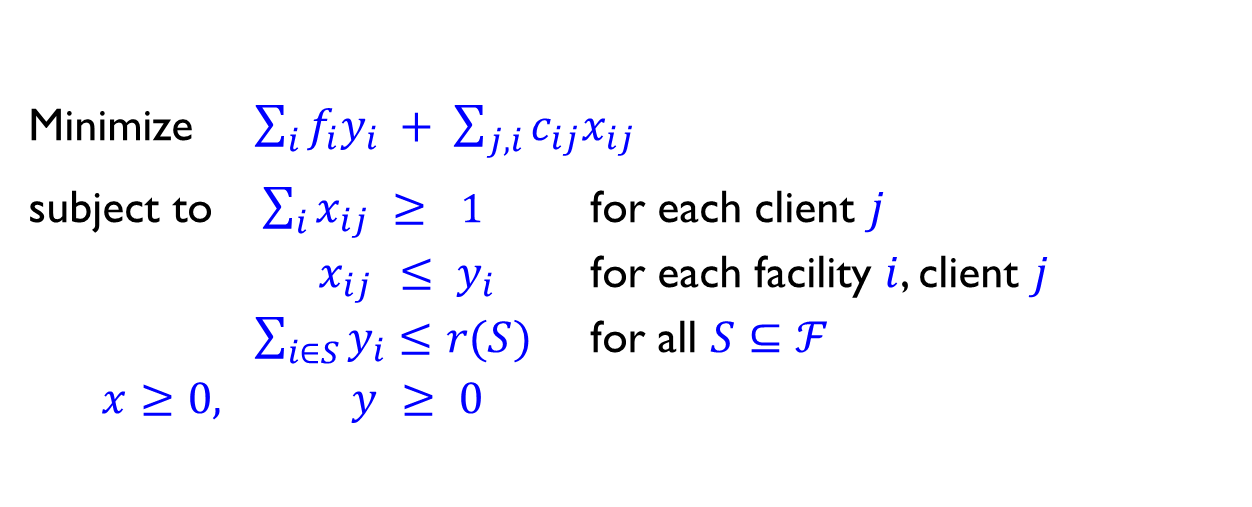 Minimize ∑ᵢ fᵢyᵢ + ∑ⱼ,ᵢ cᵢⱼxᵢⱼ
subject to ∑ᵢ xᵢⱼ ≥ 1 for each client j
xᵢⱼ ≤ yᵢ for each facility i, client j
∑_{i∈S} yᵢ ≤ r(S) for all S ⊆ ℱ
x ≥ 0, y ≥ 0